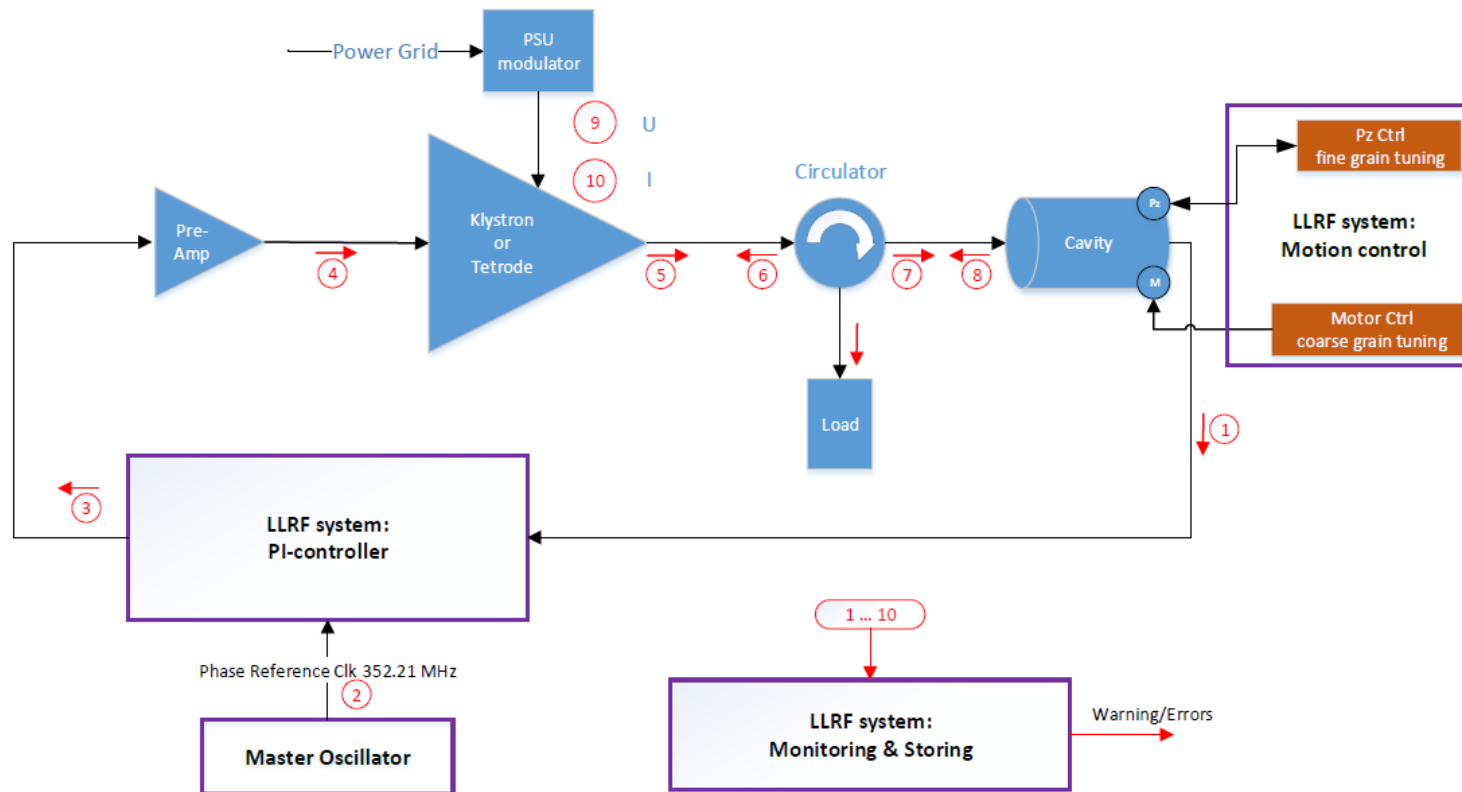 Power Grid
PSU
modulator
9
U
10
I
Pre-
Amp
4
Klystron
or
Tetrode
5
6
Circulator
7
8
Cavity
Pz
M
Pz Ctrl
fine grain tuning
LLRF system:
Motion control
Motor Ctrl
coarse grain tuning
Load
1
3
LLRF system:
PI-controller
Phase Reference Clk 352.21 MHz
2
Master Oscillator
1 ... 10
LLRF system:
Monitoring & Storing
Warning/Errors